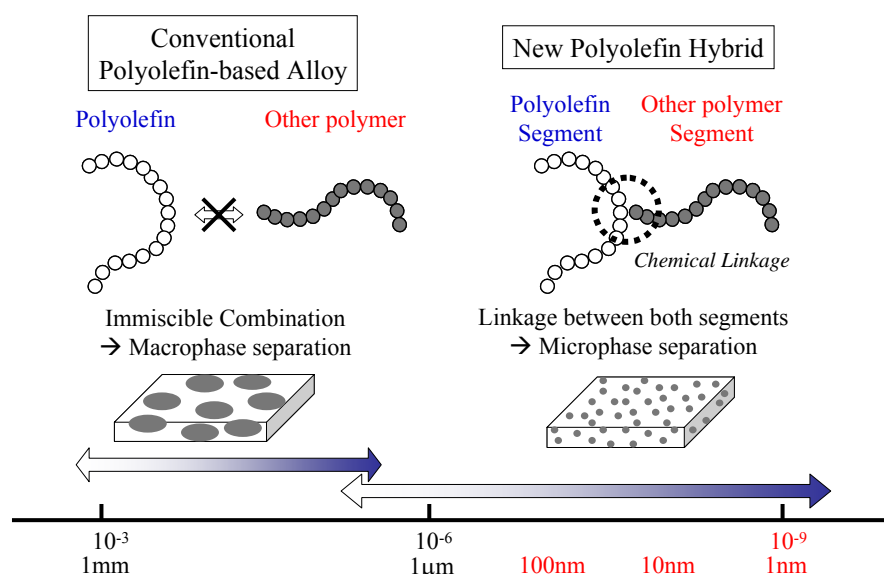 Conventional
Polyolefin-based Alloy
New Polyolefin Hybrid
Polyolefin
Other polymer
Polyolefin
Segment
Other polymer
Segment
Chemical Linkage
Immiscible Combination
→ Macrophase separation
Linkage between both segments
→ Microphase separation
10⁻³
1mm
10⁻⁶
1μm
100nm
10nm
10⁻⁹
1nm